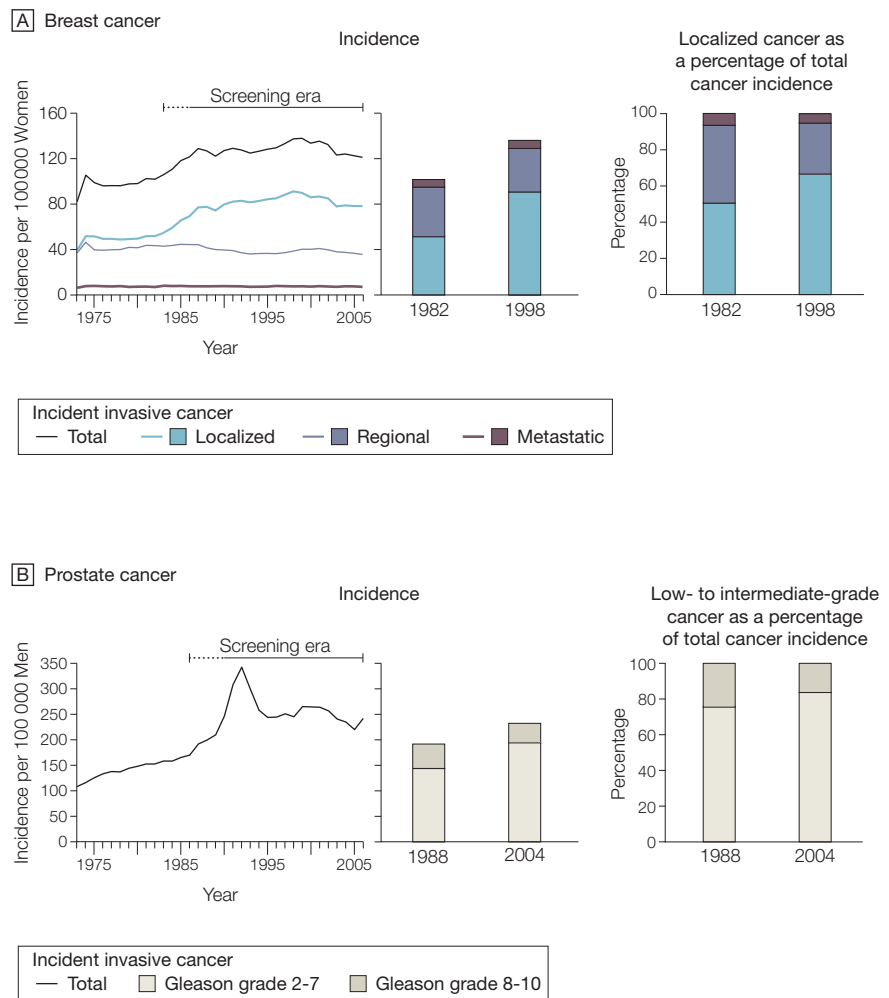 A Breast cancer
Incidence
Localized cancer as
a percentage of total
cancer incidence
Screening era
Incidence per 100000 Women
160
120
80
40
0
1975 1985 1995 2005
Year
1982 1998
Percentage
100
80
60
40
20
0
1982 1998
Incident invasive cancer
Total Localized Regional Metastatic
B Prostate cancer
Incidence
Low- to intermediate-grade
cancer as a percentage
of total cancer incidence
Screening era
Incidence per 100 000 Men
350
300
250
200
150
100
50
0
1975 1985 1995 2005
Year
1988 2004
Percentage
100
80
60
40
20
0
1988 2004
Incident invasive cancer
Total Gleason grade 2-7 Gleason grade 8-10